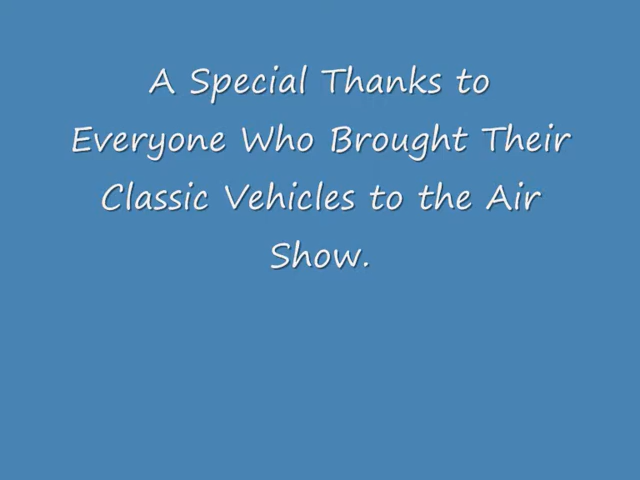 A Special Thanks to
Everyone Who Brought Their
Classic Vehicles to the Air
Show.